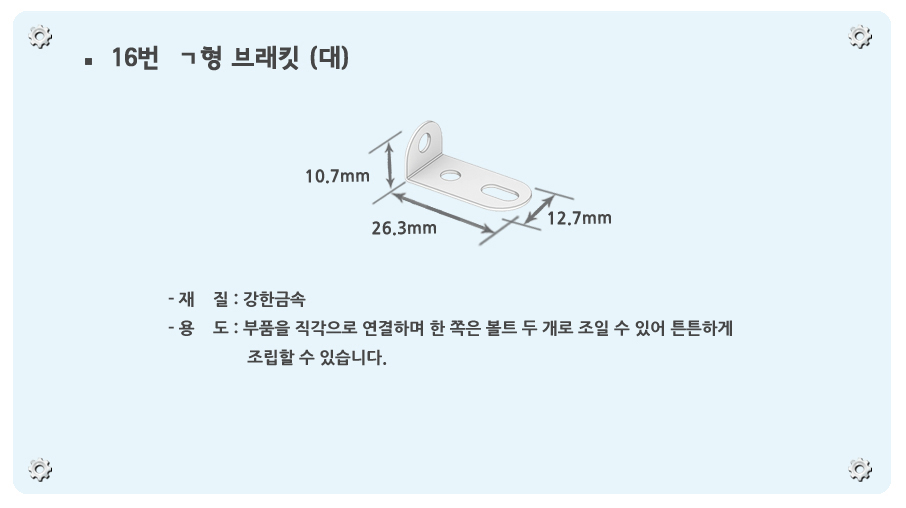 ▪ 16번 ㄱ형 브래킷 (대)
10.7mm
26.3mm
12.7mm
- 재 질 : 강한금속
- 용 도 : 부품을 직각으로 연결하며 한 쪽은 볼트 두 개로 조일 수 있어 튼튼하게
조립할 수 있습니다.